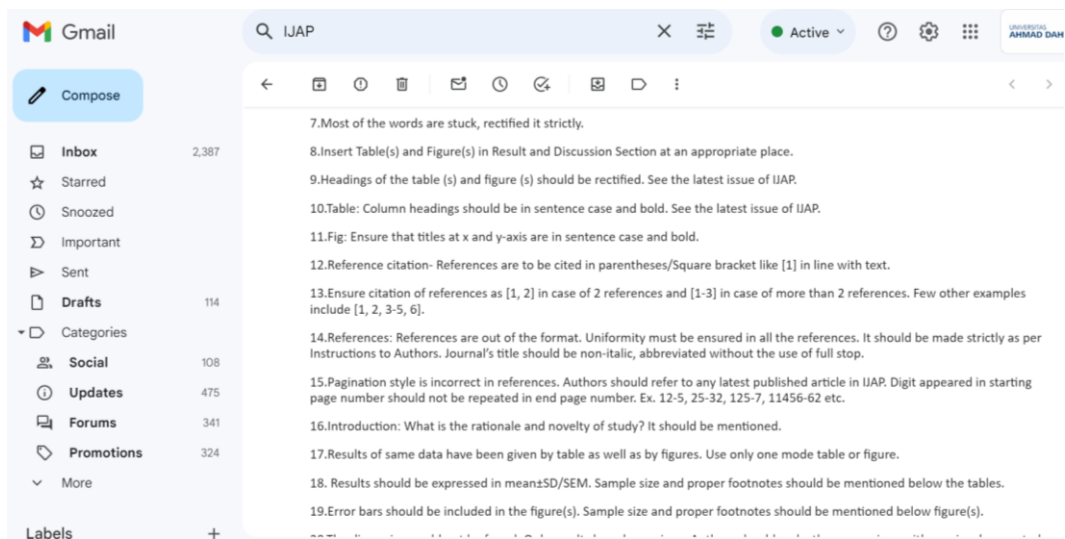 Gmail
IJAP
Active
UNIVERSITAS
AHMAD DAH
Compose
Inbox 2,387
Starred
Snoozed
Important
Sent
Drafts 114
Categories
Social 108
Updates 475
Forums 341
Promotions 324
More
Labels
7.Most of the words are stuck, rectified it strictly.
8.Insert Table(s) and Figure(s) in Result and Discussion Section at an appropriate place.
9.Headings of the table (s) and figure (s) should be rectified. See the latest issue of IJAP.
10.Table: Column headings should be in sentence case and bold. See the latest issue of IJAP.
11.Fig: Ensure that titles at x and y-axis are in sentence case and bold.
12.Reference citation- References are to be cited in parentheses/Square bracket like [1] in line with text.
13.Ensure citation of references as [1, 2] in case of 2 references and [1-3] in case of more than 2 references. Few other examples
include [1, 2, 3-5, 6].
14.References: References are out of the format. Uniformity must be ensured in all the references. It should be made strictly as per
Instructions to Authors. Journal's title should be non-italic, abbreviated without the use of full stop.
15.Pagination style is incorrect in references. Authors should refer to any latest published article in IJAP. Digit appeared in starting
page number should not be repeated in end page number. Ex. 12-5, 25-32, 125-7, 11456-62 etc.
16.Introduction: What is the rationale and novelty of study? It should be mentioned.
17.Results of same data have been given by table as well as by figures. Use only one mode table or figure.
18. Results should be expressed in mean±SD/SEM. Sample size and proper footnotes should be mentioned below the tables.
19.Error bars should be included in the figure(s). Sample size and proper footnotes should be mentioned below figure(s).